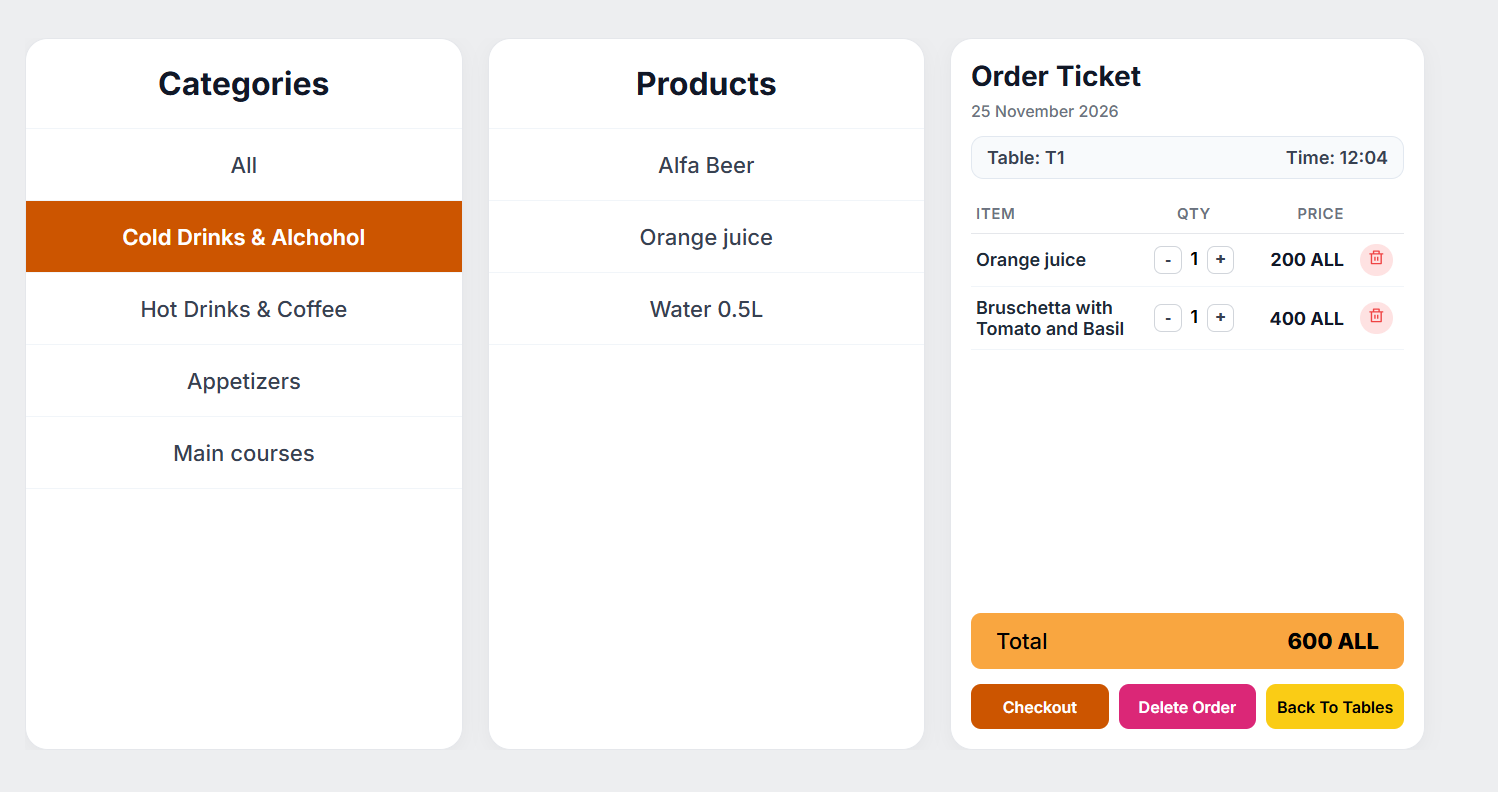 Categories
All
Cold Drinks & Alchohol
Hot Drinks & Coffee
Appetizers
Main courses
Products
Alfa Beer
Orange juice
Water 0.5L
Order Ticket
25 November 2026
Table: T1 Time: 12:04
ITEM QTY PRICE
Orange juice - 1 + 200 ALL
Bruschetta with
Tomato and Basil - 1 + 400 ALL
Total 600 ALL
Checkout Delete Order Back To Tables